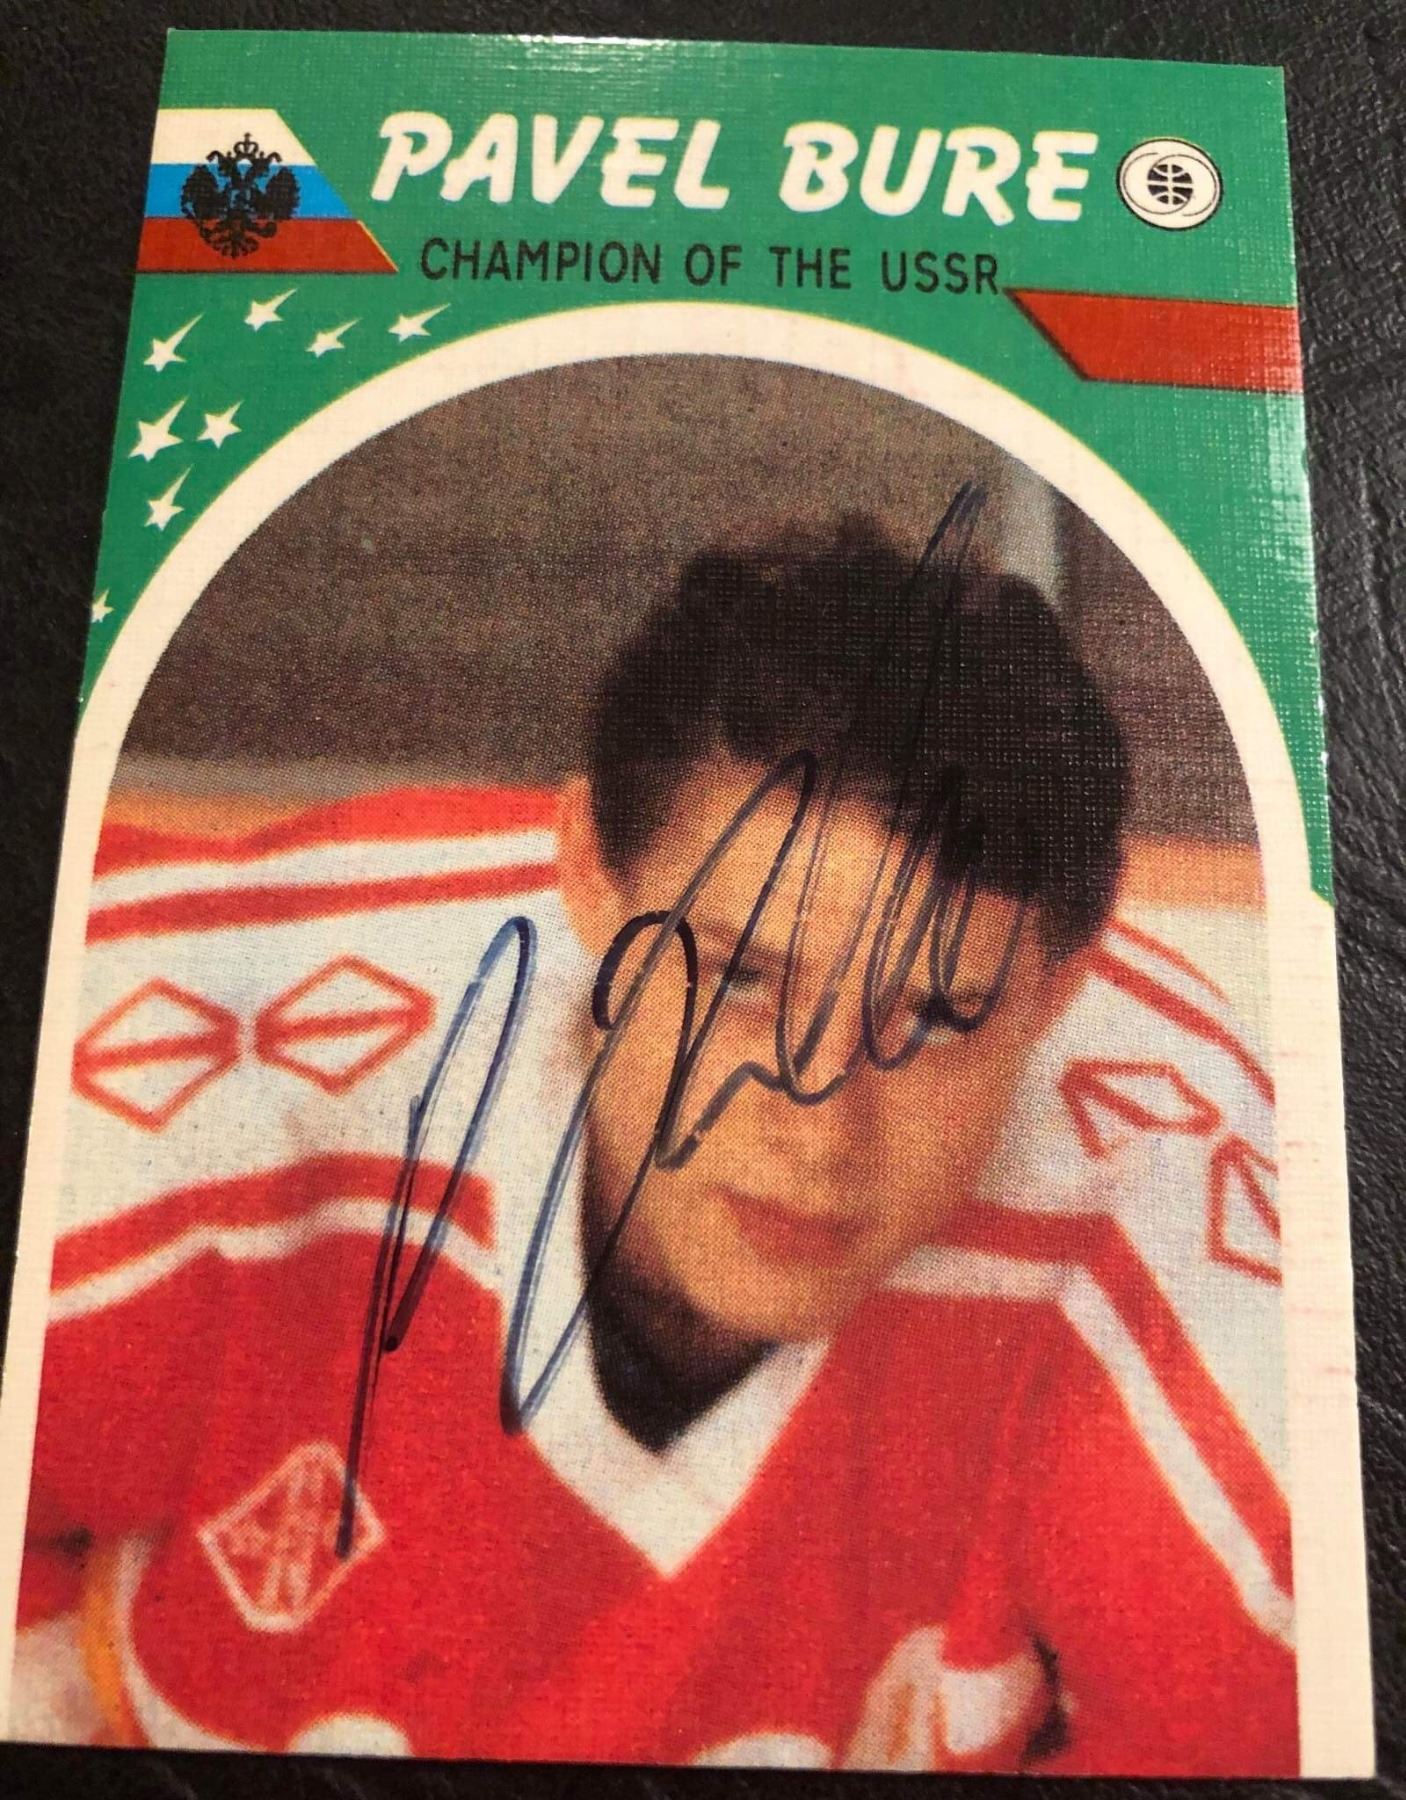 PAVEL BURE
CHAMPION OF THE USSR